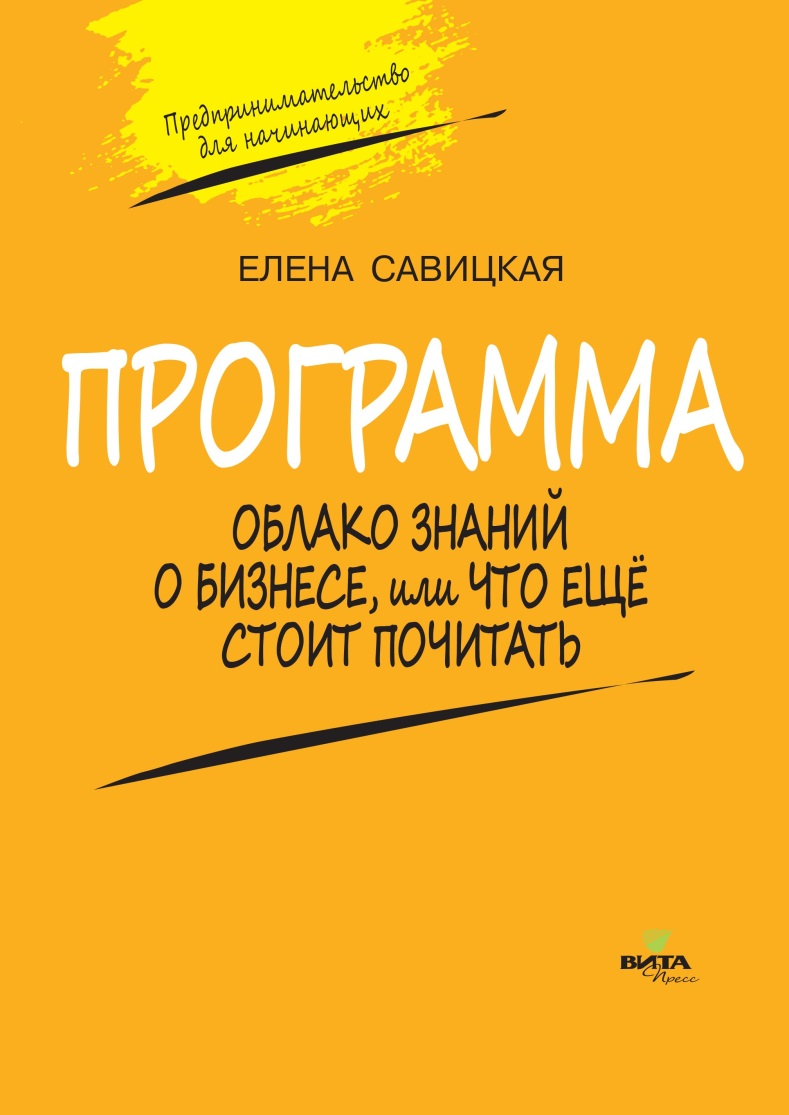 Предпринимательство
для начинающих
ЕЛЕНА САВИЦКАЯ
ПРОГРАММА
ОБЛАКО ЗНАНИЙ
О БИЗНЕСЕ, или ЧТО ЕЩЁ
СТОИТ ПОЧИТАТЬ
ВИТА
Пресс